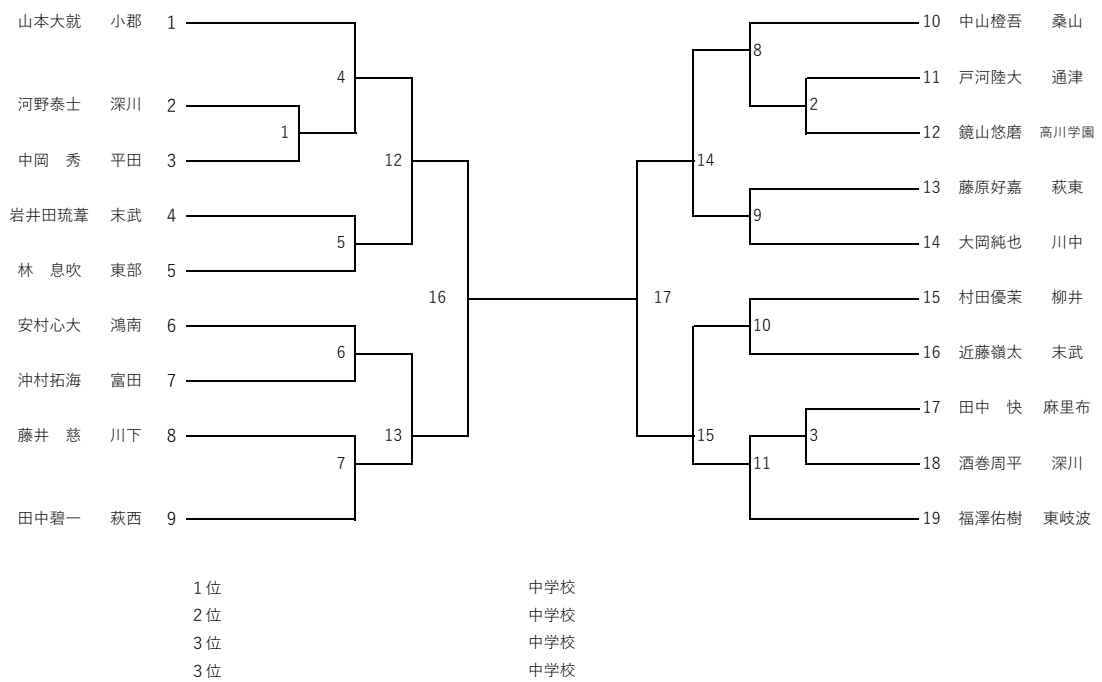 山本大就 小郡 1
4
河野泰士 深川 2
1
中岡 秀 平田 3
12
岩井田琉葦 末武 4
5
林 息吹 東部 5
16
安村心大 鴻南 6
6
沖村拓海 富田 7
藤井 慈 川下 8
13
7
田中碧一 萩西 9
10 中山橙吾 桑山
8
11 戸河陸大 通津
2
12 鏡山悠磨 高川学園
14
13 藤原好嘉 萩東
9
14 大岡純也 川中
17
15 村田優茉 柳井
10
16 近藤嶺太 末武
17 田中 快 麻里布
15
3
11
18 酒巻周平 深川
19 福澤佑樹 東岐波
1位 中学校
2位 中学校
3位 中学校
3位 中学校